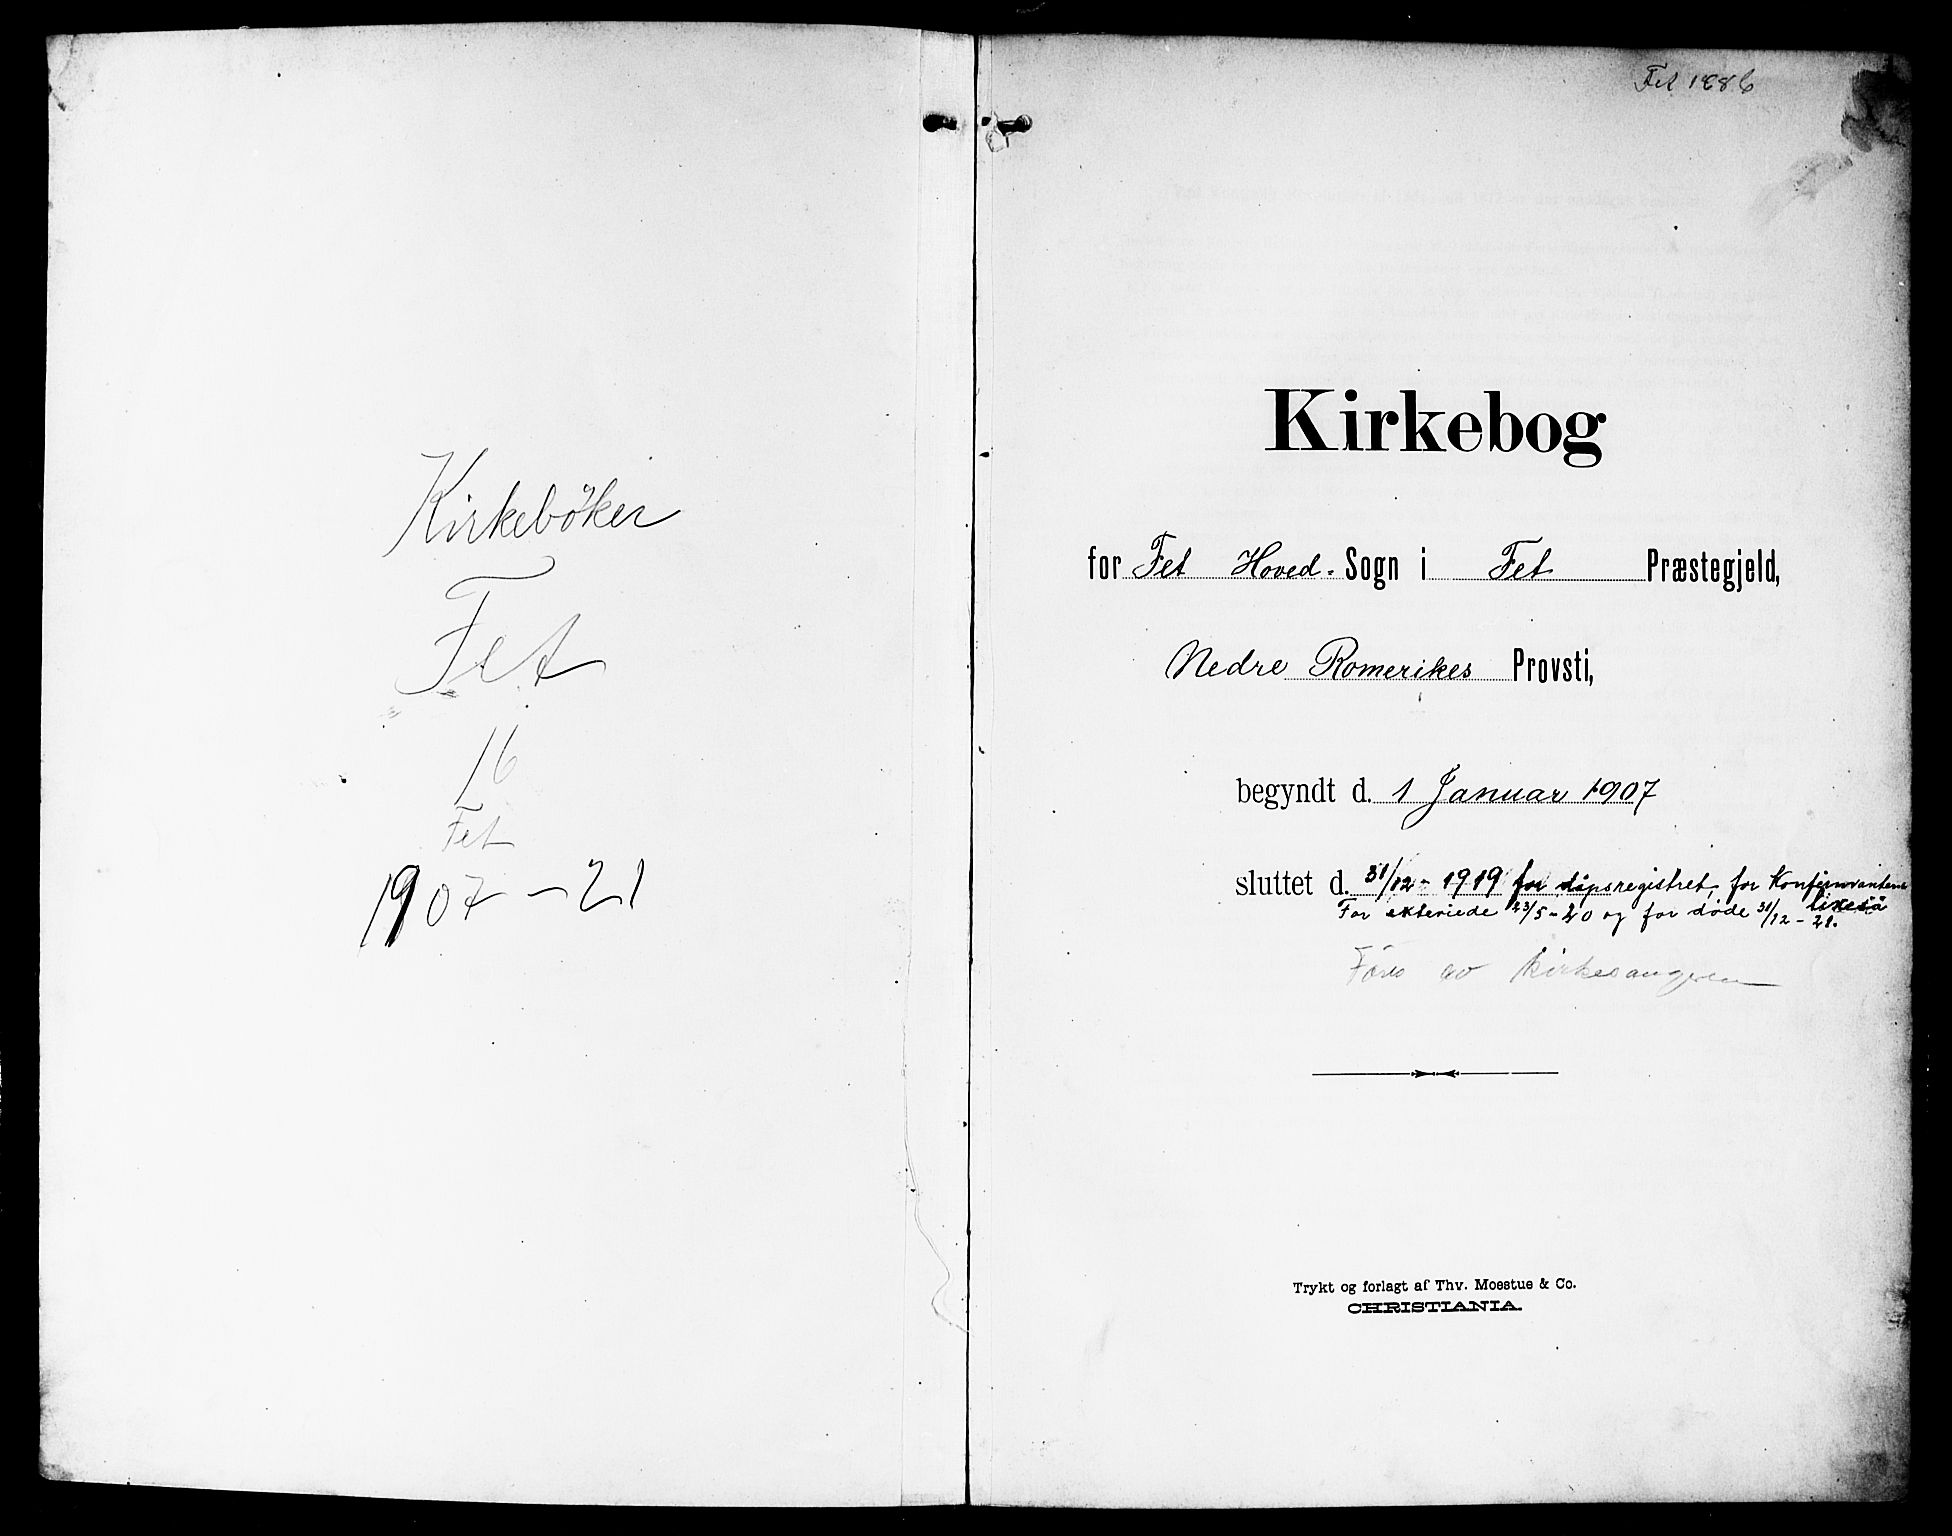 Kirkebøker
Fet
16
Fet
1907-21
Fet 1886
Kirkebog
for Fet Hoved-Sogn i Fet Præstegjeld,
Nedre Romerikes Provsti,
begyndt d. 1 Januar 1907
sluttet d. 31/12 - 1919 for dåpsregistret, for Konfirmantene likeså
For ekteviede 23/5-20 og for døde 31/12 - 21.
Føres av kirkesangeren
Trykt og forlagt af Thv. Moestue & Co.
CHRISTIANIA.